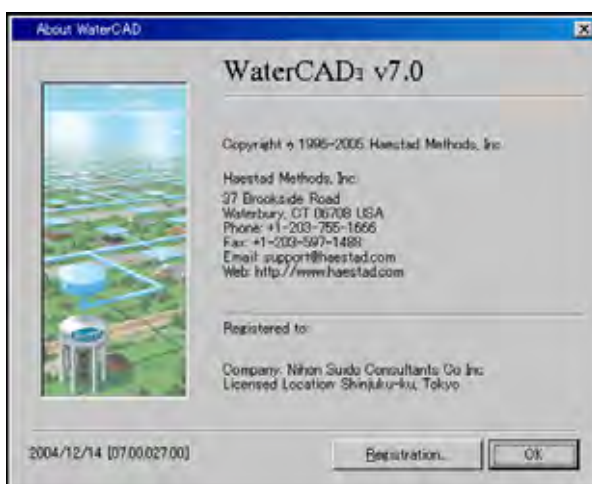 About WaterCAD
WaterCAD3 v7.0
Copyright 1995-2005 Haestad Methods, Inc
Haestad Methods, Inc.
37 Brookside Road
Waterbury, CT 06708 USA
Phone: +1-203-755-1666
Fax: +1-203-597-1488
Email: support@haestad.com
Web: http://www.haestad.com
Registered to:
Company: Nihon Suido Consultants Co Inc
Licensed Location: Shinjuku-ku, Tokyo
2004/12/14 [07.00.027.00]
Registration...
OK